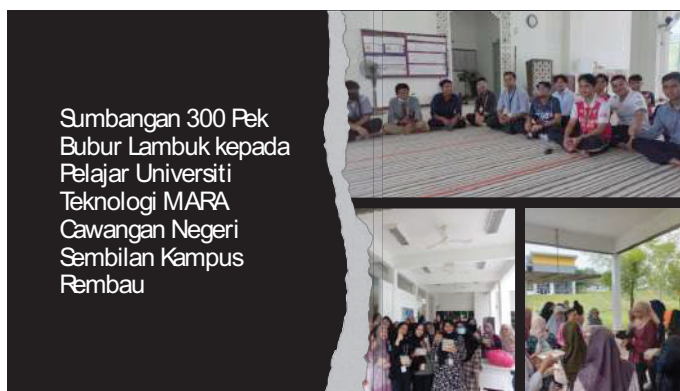 Sumbangan 300 Pek
Bubur Lambuk kepada
Pelajar Universiti
Teknologi MARA
Cawangan Negeri
Sembilan Kampus
Rembau